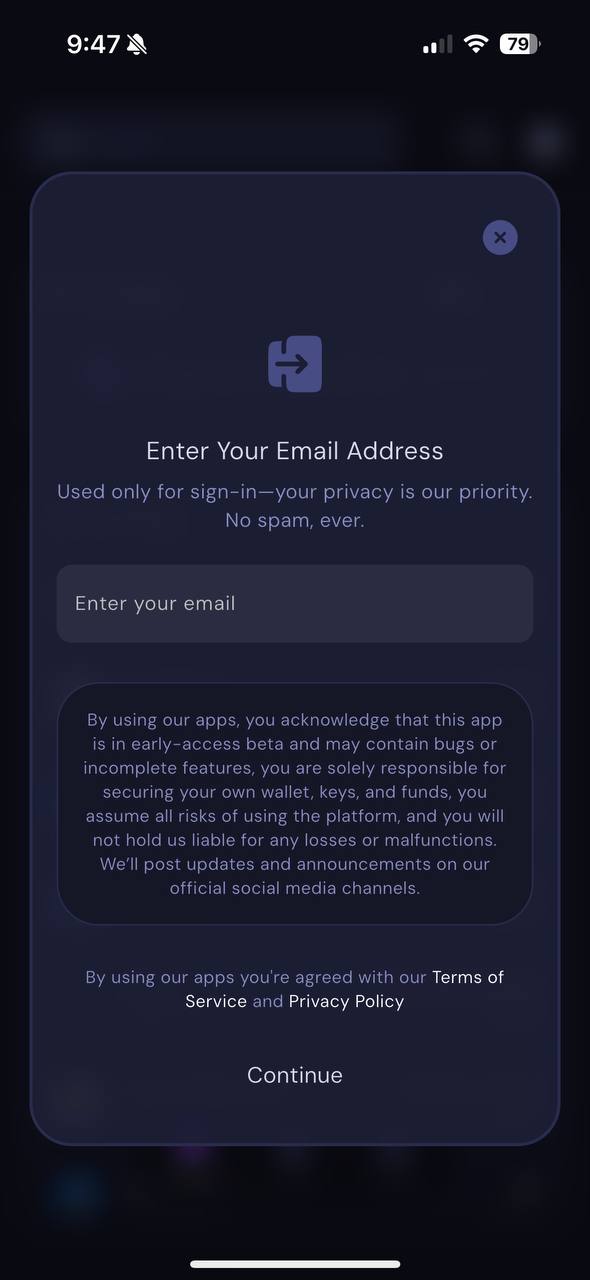 9:47
79
Enter Your Email Address
Used only for sign-in—your privacy is our priority.
No spam, ever.
Enter your email
By using our apps, you acknowledge that this app
is in early-access beta and may contain bugs or
incomplete features, you are solely responsible for
securing your own wallet, keys, and funds, you
assume all risks of using the platform, and you will
not hold us liable for any losses or malfunctions.
We’ll post updates and announcements on our
official social media channels.
By using our apps you're agreed with our Terms of
Service and Privacy Policy
Continue